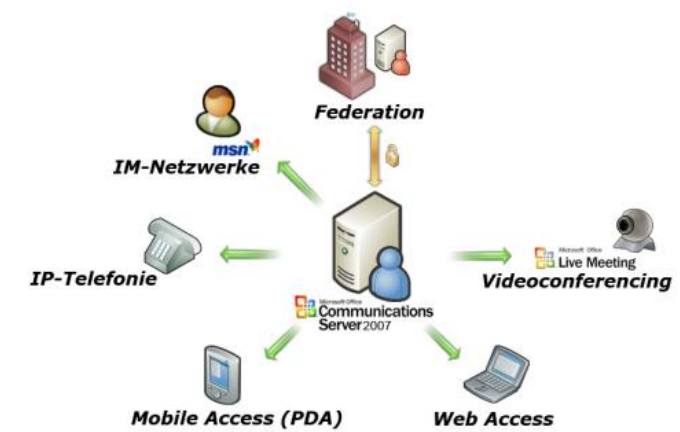 Federation
msn
IM-Netzwerke
IP-Telefonie
Microsoft Office
Live Meeting
Videoconferencing
Microsoft Office
Communications
Server 2007
Mobile Access (PDA)
Web Access